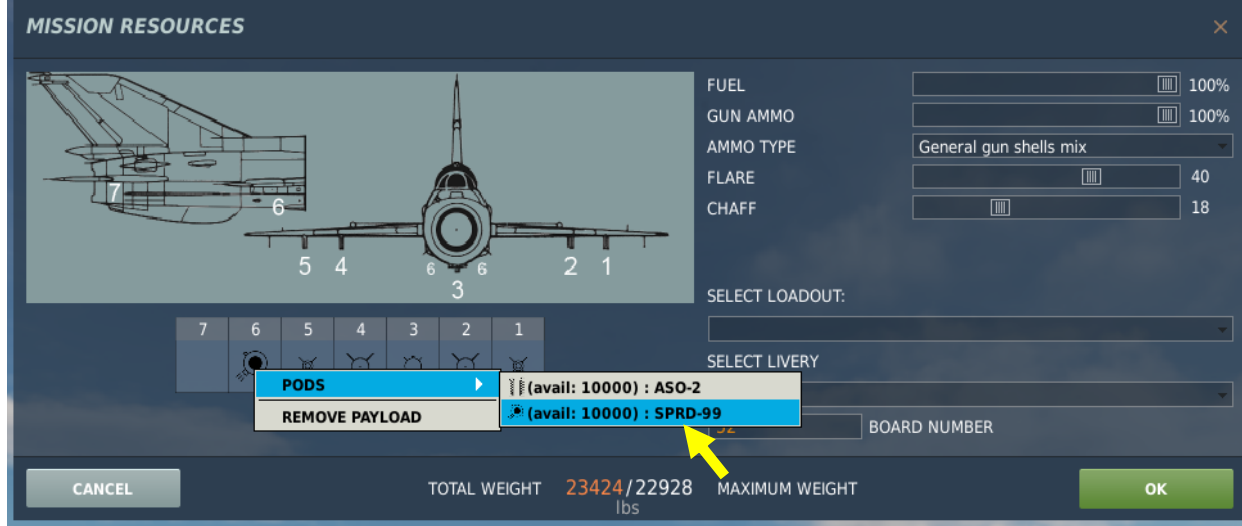 MISSION RESOURCES
×
7
6
5 4 6 6 2 1
3
FUEL 100%
GUN AMMO 100%
AMMO TYPE General gun shells mix
FLARE 40
CHAFF 18
SELECT LOADOUT:
7 6 5 4 3 2 1
SELECT LIVERY
PODS
(avail: 10000) : ASO-2
REMOVE PAYLOAD
(avail: 10000) : SPRD-99
BOARD NUMBER
CANCEL
TOTAL WEIGHT 23424/22928 MAXIMUM WEIGHT
lbs
OK